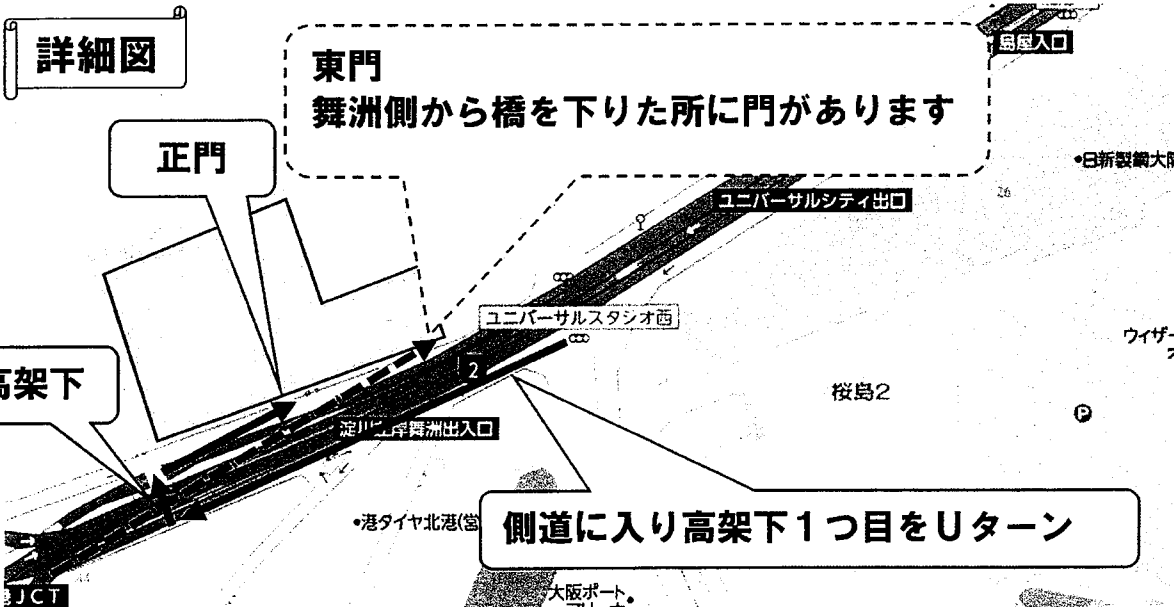 詳細図
東門
舞洲側から橋を下りた所に門があります
正門
島屋入口
日新製鋼大阪
26
ユニバーサルシティ出口
ユニバーサルスタジオ西
2
ウィザー
桜島2
P
高架下
淀川左岸舞洲出入口
港タイヤ北港(営
側道に入り高架下1つ目をUターン
大阪ポート
JCT